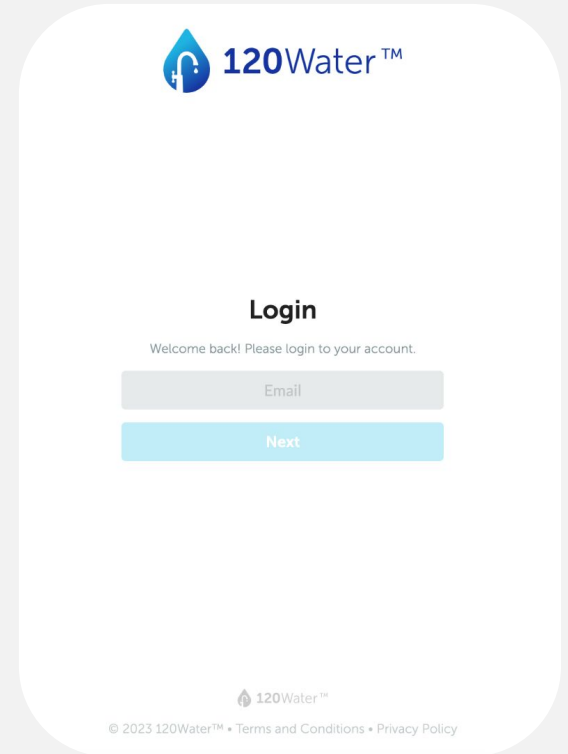 120Water™
Login
Welcome back! Please login to your account.
Email
Next
120Water™
© 2023 120Water™ • Terms and Conditions • Privacy Policy